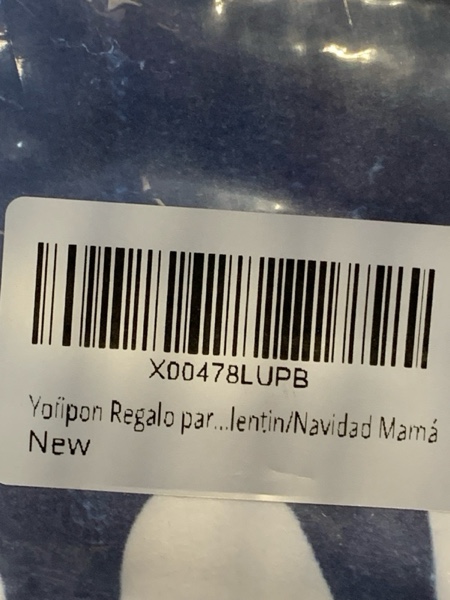 X00478LUPB
Yofipon Regalo par...lentin/Navidad Mamá
New